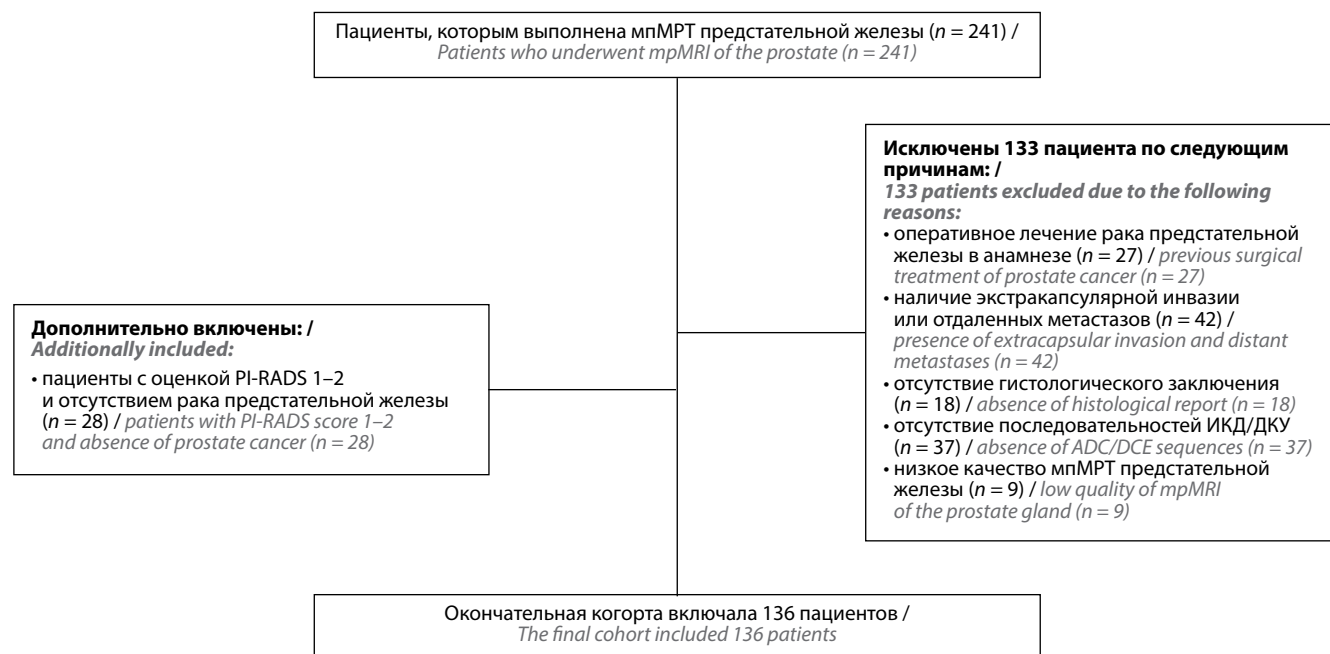 Пациенты, которым выполнена мпМРТ предстательной железы (n = 241) /
Patients who underwent mpMRI of the prostate (n = 241)
Исключены 133 пациента по следующим
причинам: /
133 patients excluded due to the following
reasons:
• оперативное лечение рака предстательной
железы в анамнезе (n = 27) / previous surgical
treatment of prostate cancer (n = 27)
• наличие экстракапсулярной инвазии
или отдаленных метастазов (n = 42) /
presence of extracapsular invasion and distant
metastases (n = 42)
• отсутствие гистологического заключения
(n = 18) / absence of histological report (n = 18)
• отсутствие последовательностей ИКД/ДКУ
(n = 37) / absence of ADC/DCE sequences (n = 37)
• низкое качество мпМРТ предстательной
железы (n = 9) / low quality of mpMRI
of the prostate gland (n = 9)
Дополнительно включены: /
Additionally included:
• пациенты с оценкой PI-RADS 1–2
и отсутствием рака предстательной железы
(n = 28) / patients with PI-RADS score 1–2
and absence of prostate cancer (n = 28)
Окончательная когорта включала 136 пациентов /
The final cohort included 136 patients